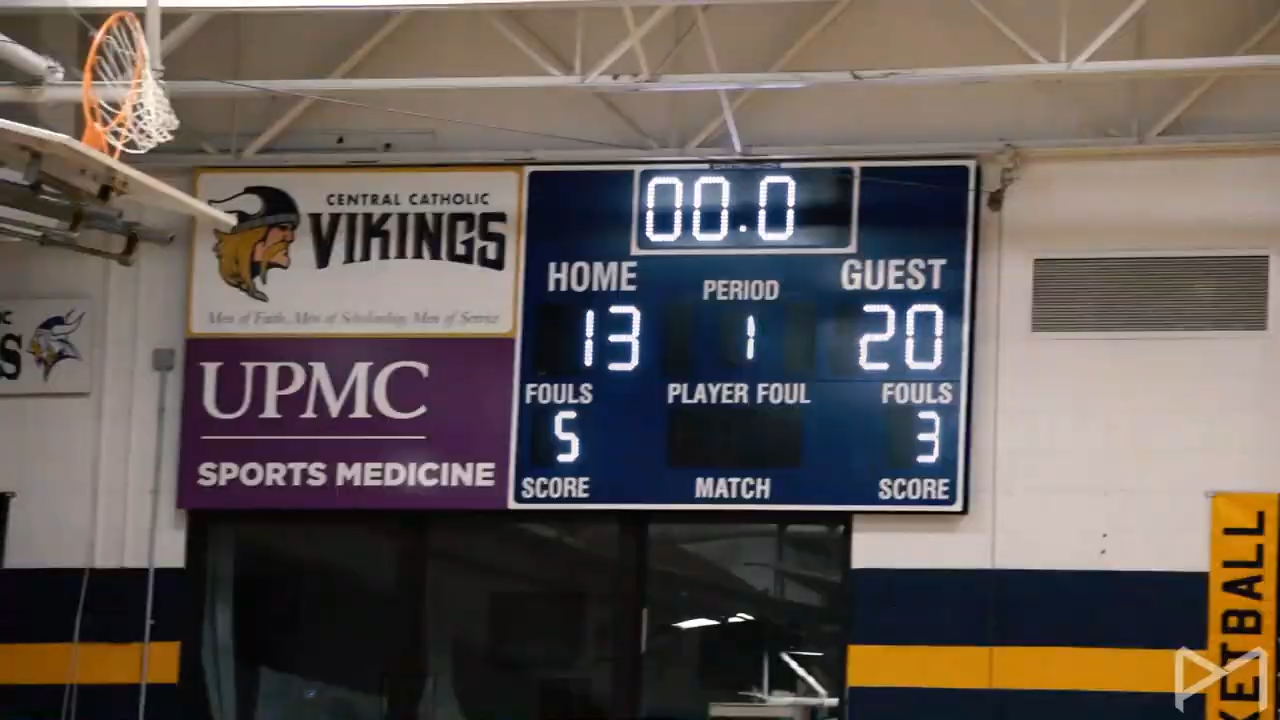 CENTRAL CATHOLIC
VIKINGS
Men of Faith, Men of Scholarship, Men of Service
UPMC
SPORTS MEDICINE
00.0
HOME PERIOD GUEST
13 1 20
FOULS PLAYER FOUL FOULS
5 3
SCORE MATCH SCORE
C
S
KETBALL